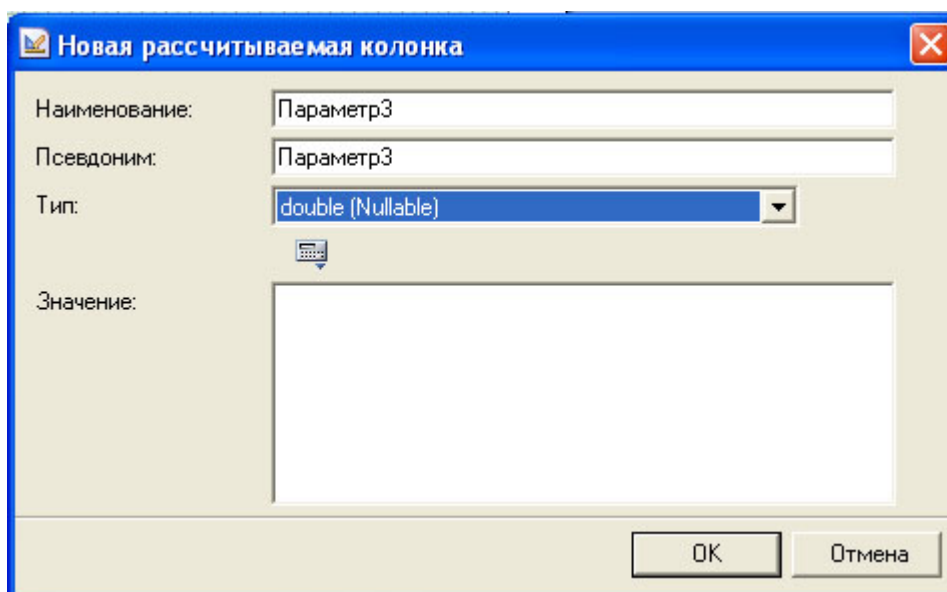 Новая рассчитываемая колонка
Наименование: Параметр3
Псевдоним: Параметр3
Тип: double (Nullable)
Значение:
OK Отмена